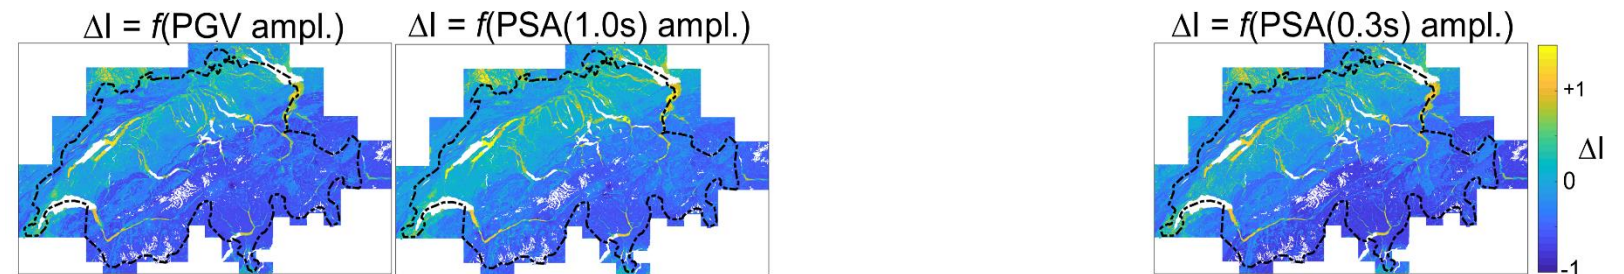 ΔI = f(PGV ampl.)
ΔI = f(PSA(1.0s) ampl.)
ΔI = f(PSA(0.3s) ampl.)
+1
ΔI
0
-1